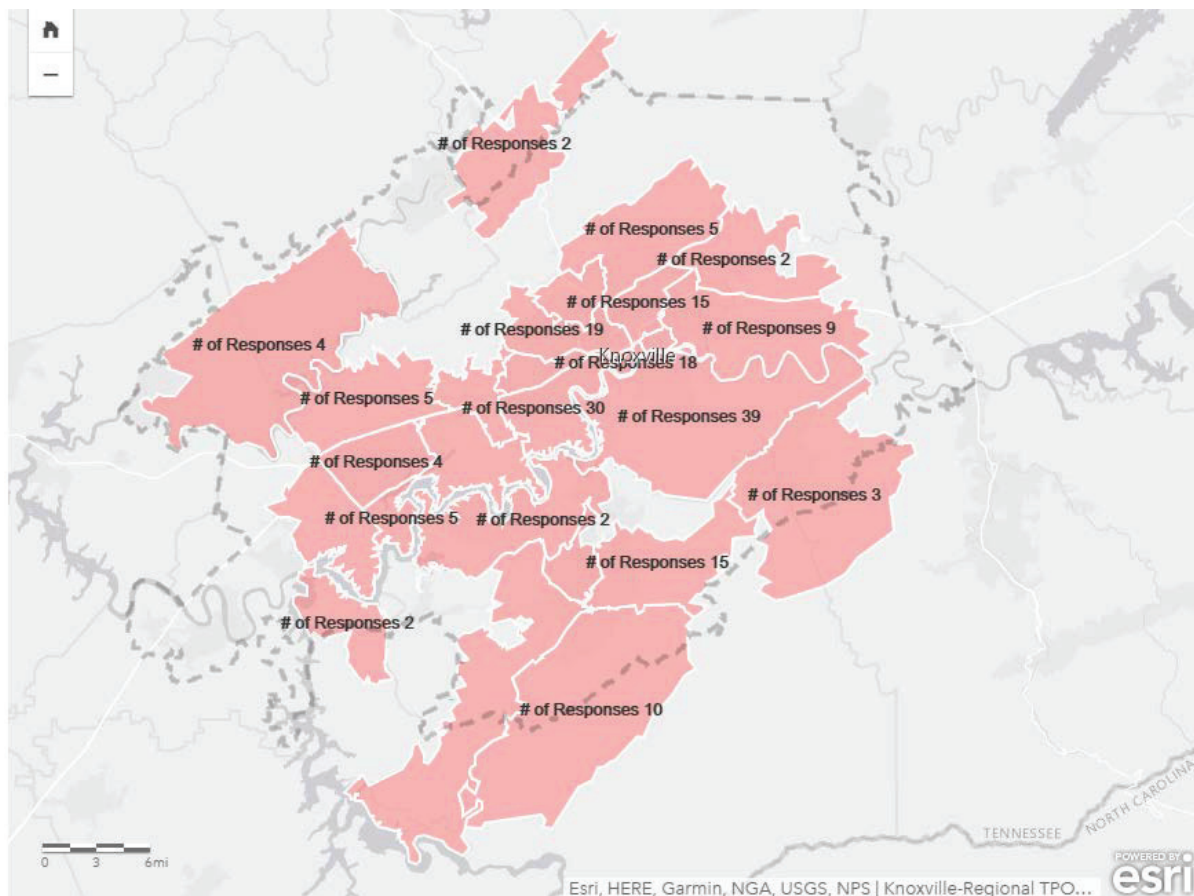 −
# of Responses 2
# of Responses 5
# of Responses 2
# of Responses 15
# of Responses 19
# of Responses 9
# of Responses 4
Knoxville
# of Responses 18
# of Responses 5
# of Responses 30
# of Responses 39
# of Responses 4
# of Responses 3
# of Responses 5
# of Responses 2
# of Responses 15
# of Responses 2
# of Responses 10
NORTH CAROLINA
TENNESSEE
0 3 6mi
POWERED BY
esri
Esri, HERE, Garmin, NGA, USGS, NPS | Knoxville-Regional TPO...